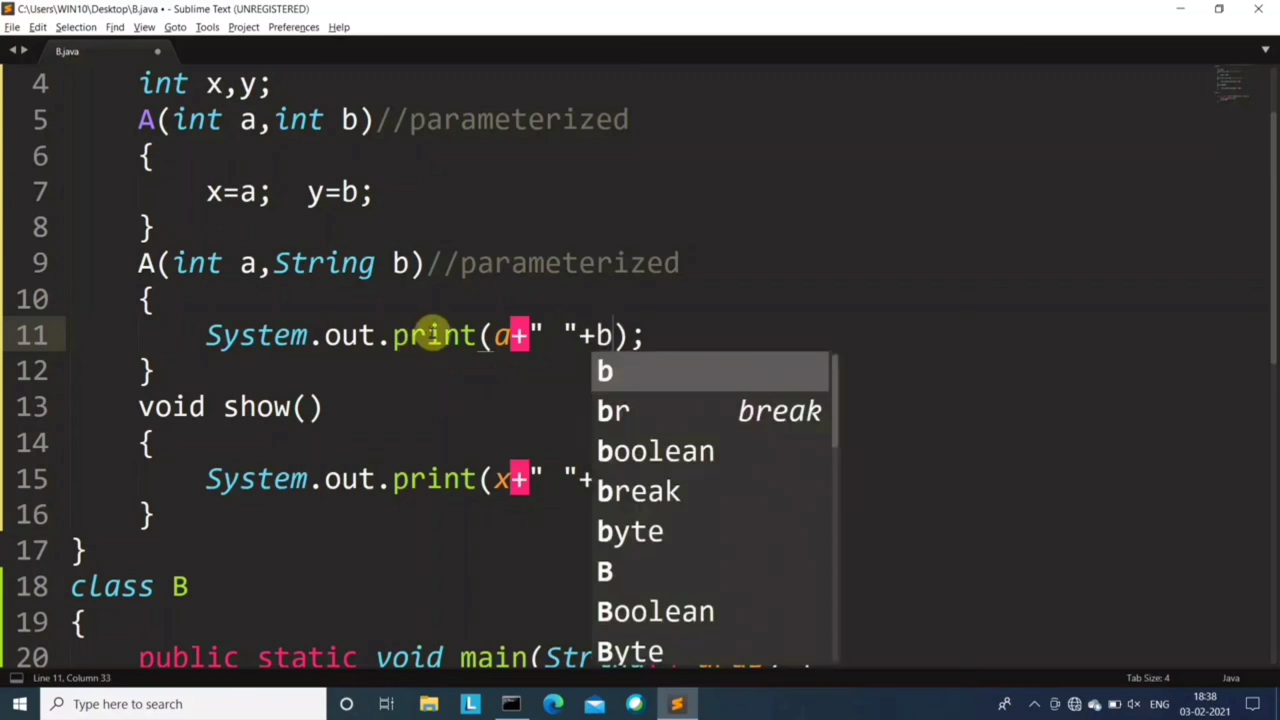 C:\Users\WIN10\Desktop\B.java • - Sublime Text (UNREGISTERED)
File Edit Selection Find View Goto Tools Project Preferences Help
B.java
4 int x,y;
5 A(int a,int b)//parameterized
6 {
7 x=a; y=b;
8 }
9 A(int a,String b)//parameterized
10 {
11 System.out.print(a+" "+b);
12 }
b
13 void show()
br break
14 {
boolean
15 System.out.print(x+" "+
break
16 }
byte
17 }
B
18 class B
Boolean
19 {
Byte
20 public static void main(
Line 11, Column 33
Tab Size: 4
Java
Type here to search
ENG
18:38
03-02-2021